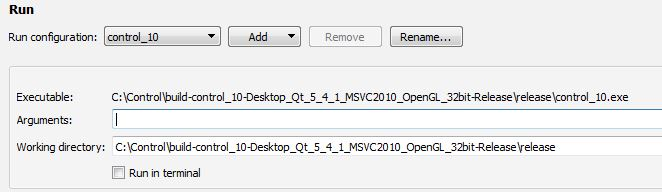 Run
Run configuration: control_10 Add Remove Rename...
Executable: C:\Control\build-control_10-Desktop_Qt_5_4_1_MSVC2010_OpenGL_32bit-Release\release\control_10.exe
Arguments:
Working directory: C:\Control\build-control_10-Desktop_Qt_5_4_1_MSVC2010_OpenGL_32bit-Release\release
Run in terminal